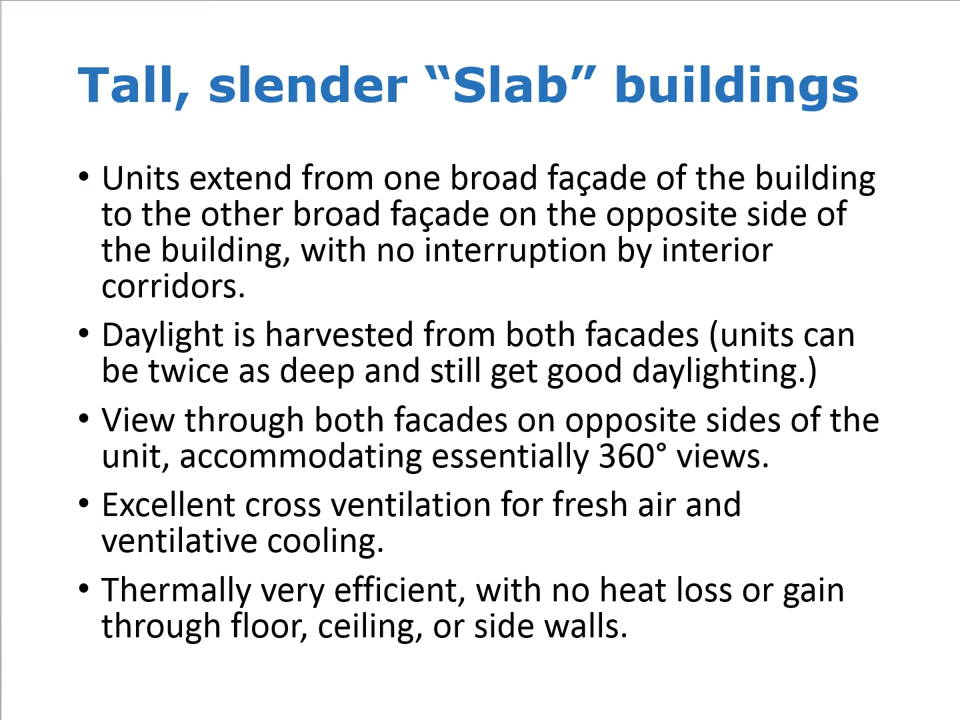 Tall, slender “Slab” buildings
• Units extend from one broad façade of the building
to the other broad façade on the opposite side of
the building, with no interruption by interior
corridors.
• Daylight is harvested from both facades (units can
be twice as deep and still get good daylighting.)
• View through both facades on opposite sides of the
unit, accommodating essentially 360° views.
• Excellent cross ventilation for fresh air and
ventilative cooling.
• Thermally very efficient, with no heat loss or gain
through floor, ceiling, or side walls.